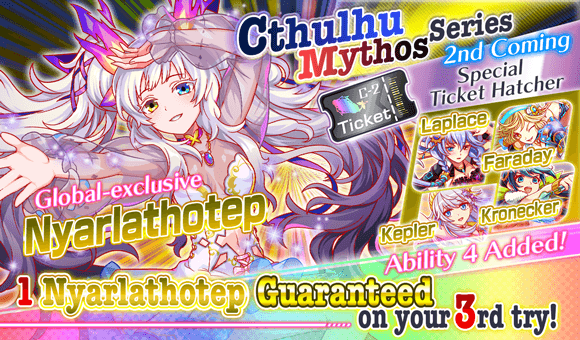 Cthulhu
Mythos Series
2nd Coming
Special
Ticket Hatcher
C-2
Ticket
Laplace
Faraday
Kepler
Kronecker
Global-exclusive
Nyarlathotep
Ability 4 Added!
1 Nyarlathotep Guaranteed
on your 3rd try!